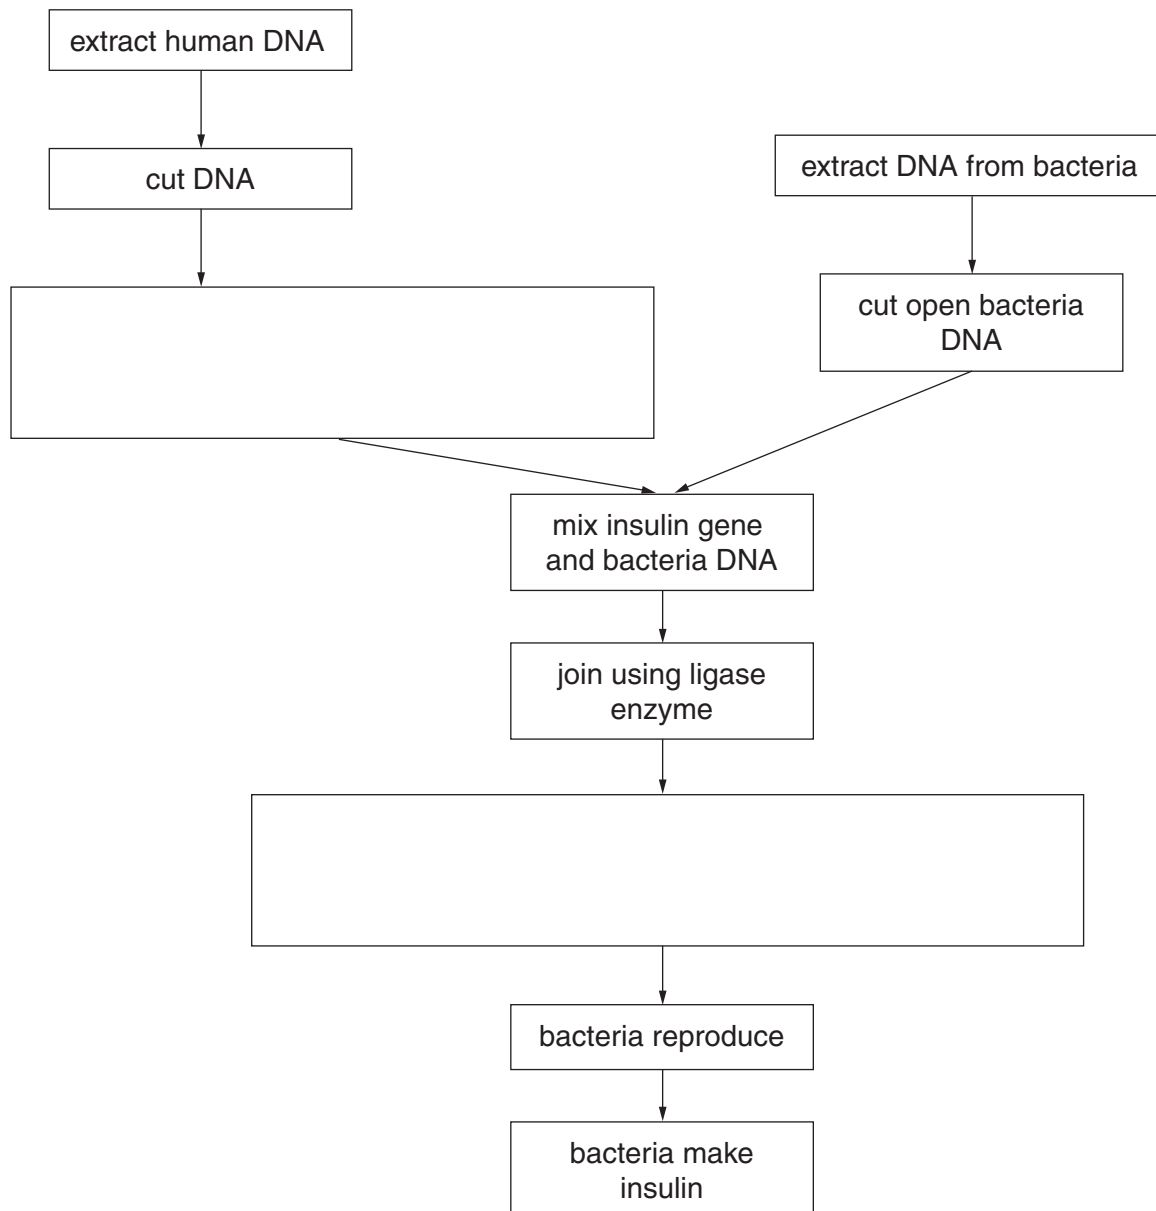 extract human DNA
cut DNA
extract DNA from bacteria
cut open bacteria
DNA
mix insulin gene
and bacteria DNA
join using ligase
enzyme
bacteria reproduce
bacteria make
insulin